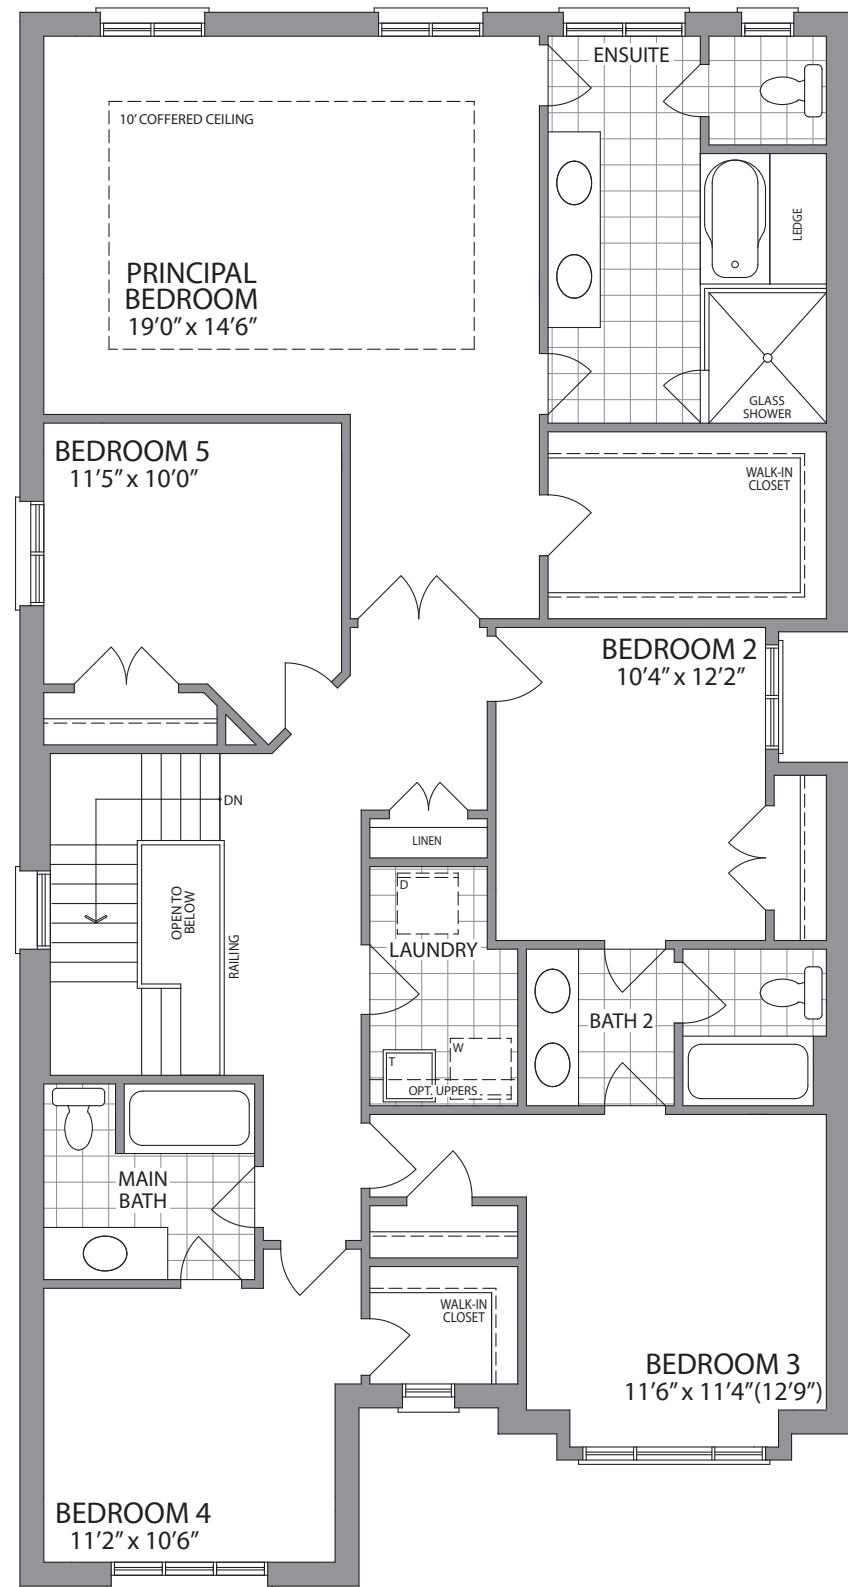 ENSUITE
10' COFFERED CEILING
LEDGE
PRINCIPAL
BEDROOM
19'0" x 14'6"
GLASS
SHOWER
BEDROOM 5
11'5" x 10'0"
WALK-IN
CLOSET
BEDROOM 2
10'4" x 12'2"
DN
LINEN
OPEN TO
BELOW
RAILING
D
LAUNDRY
BATH 2
T
W
OPT. UPPERS
MAIN
BATH
WALK-IN
CLOSET
BEDROOM 3
11'6" x 11'4"(12'9")
BEDROOM 4
11'2" x 10'6"